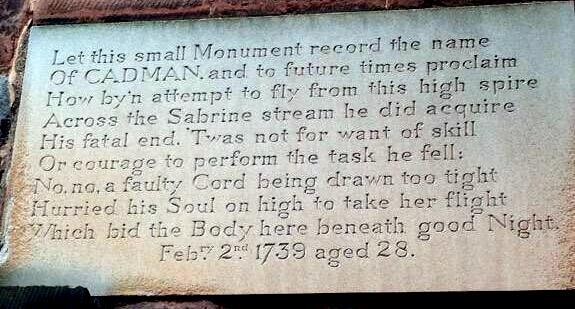 Let this small Monument record the name
Of CADMAN, and to future times proclaim
How by'n attempt to fly from this high spire
Across the Sabrine stream he did acquire
His fatal end. 'Twas not for want of skill
Or courage to perform the task he fell:
No, no, a faulty Cord being drawn too tight
Hurried his Soul on high to take her flight
Which bid the Body here beneath good Night.
Febry. 2nd. 1739 aged 28.